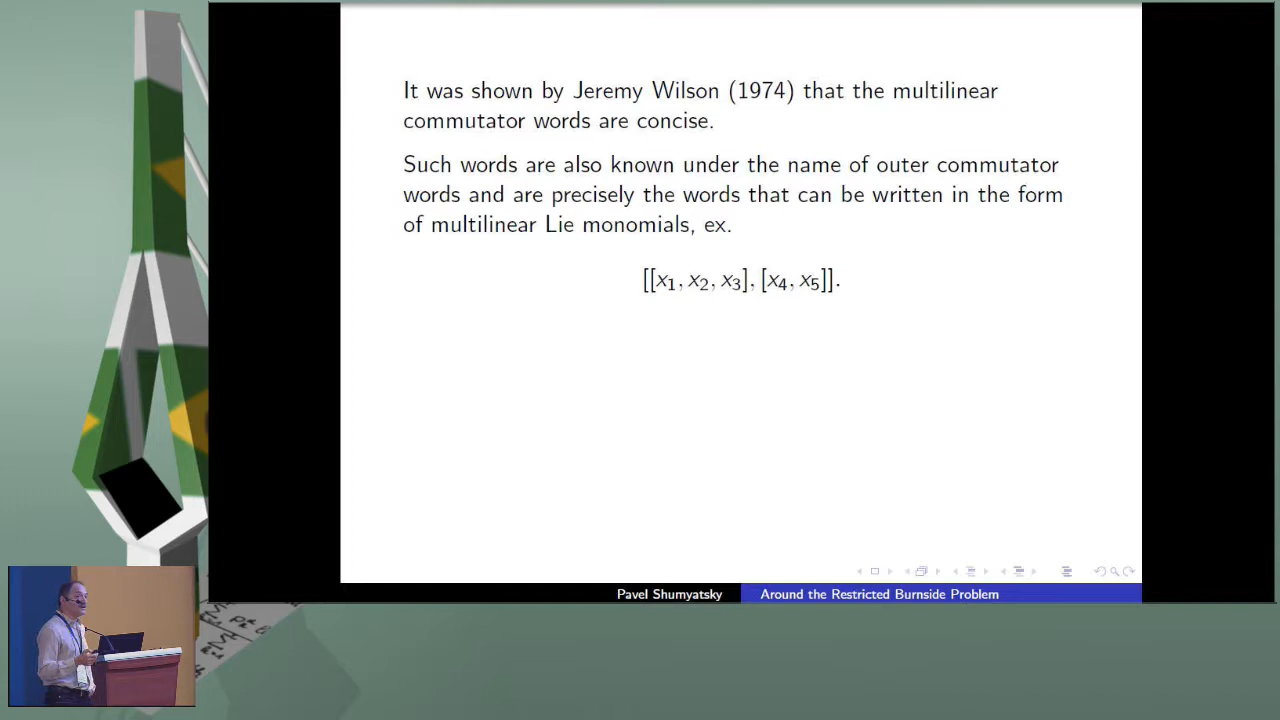 It was shown by Jeremy Wilson (1974) that the multilinear
commutator words are concise.
Such words are also known under the name of outer commutator
words and are precisely the words that can be written in the form
of multilinear Lie monomials, ex.
[[x₁, x₂, x₃], [x₄, x₅]].
Pavel Shumyatsky
Around the Restricted Burnside Problem